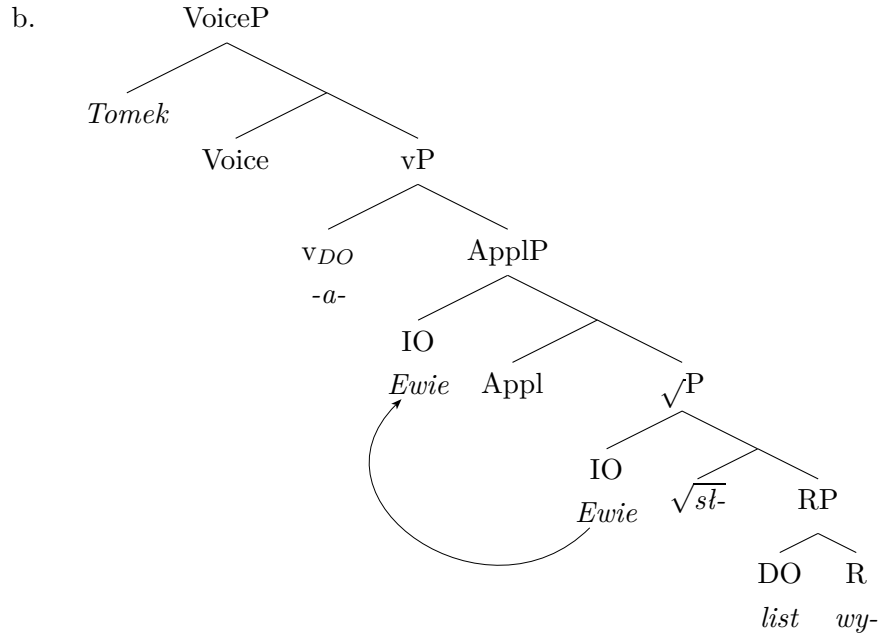 b.
VoiceP
Tomek
Voice vP
v_DO ApplP
-a-
IO
Ewie Appl √P
IO √sł- RP
Ewie
DO R
list wy-